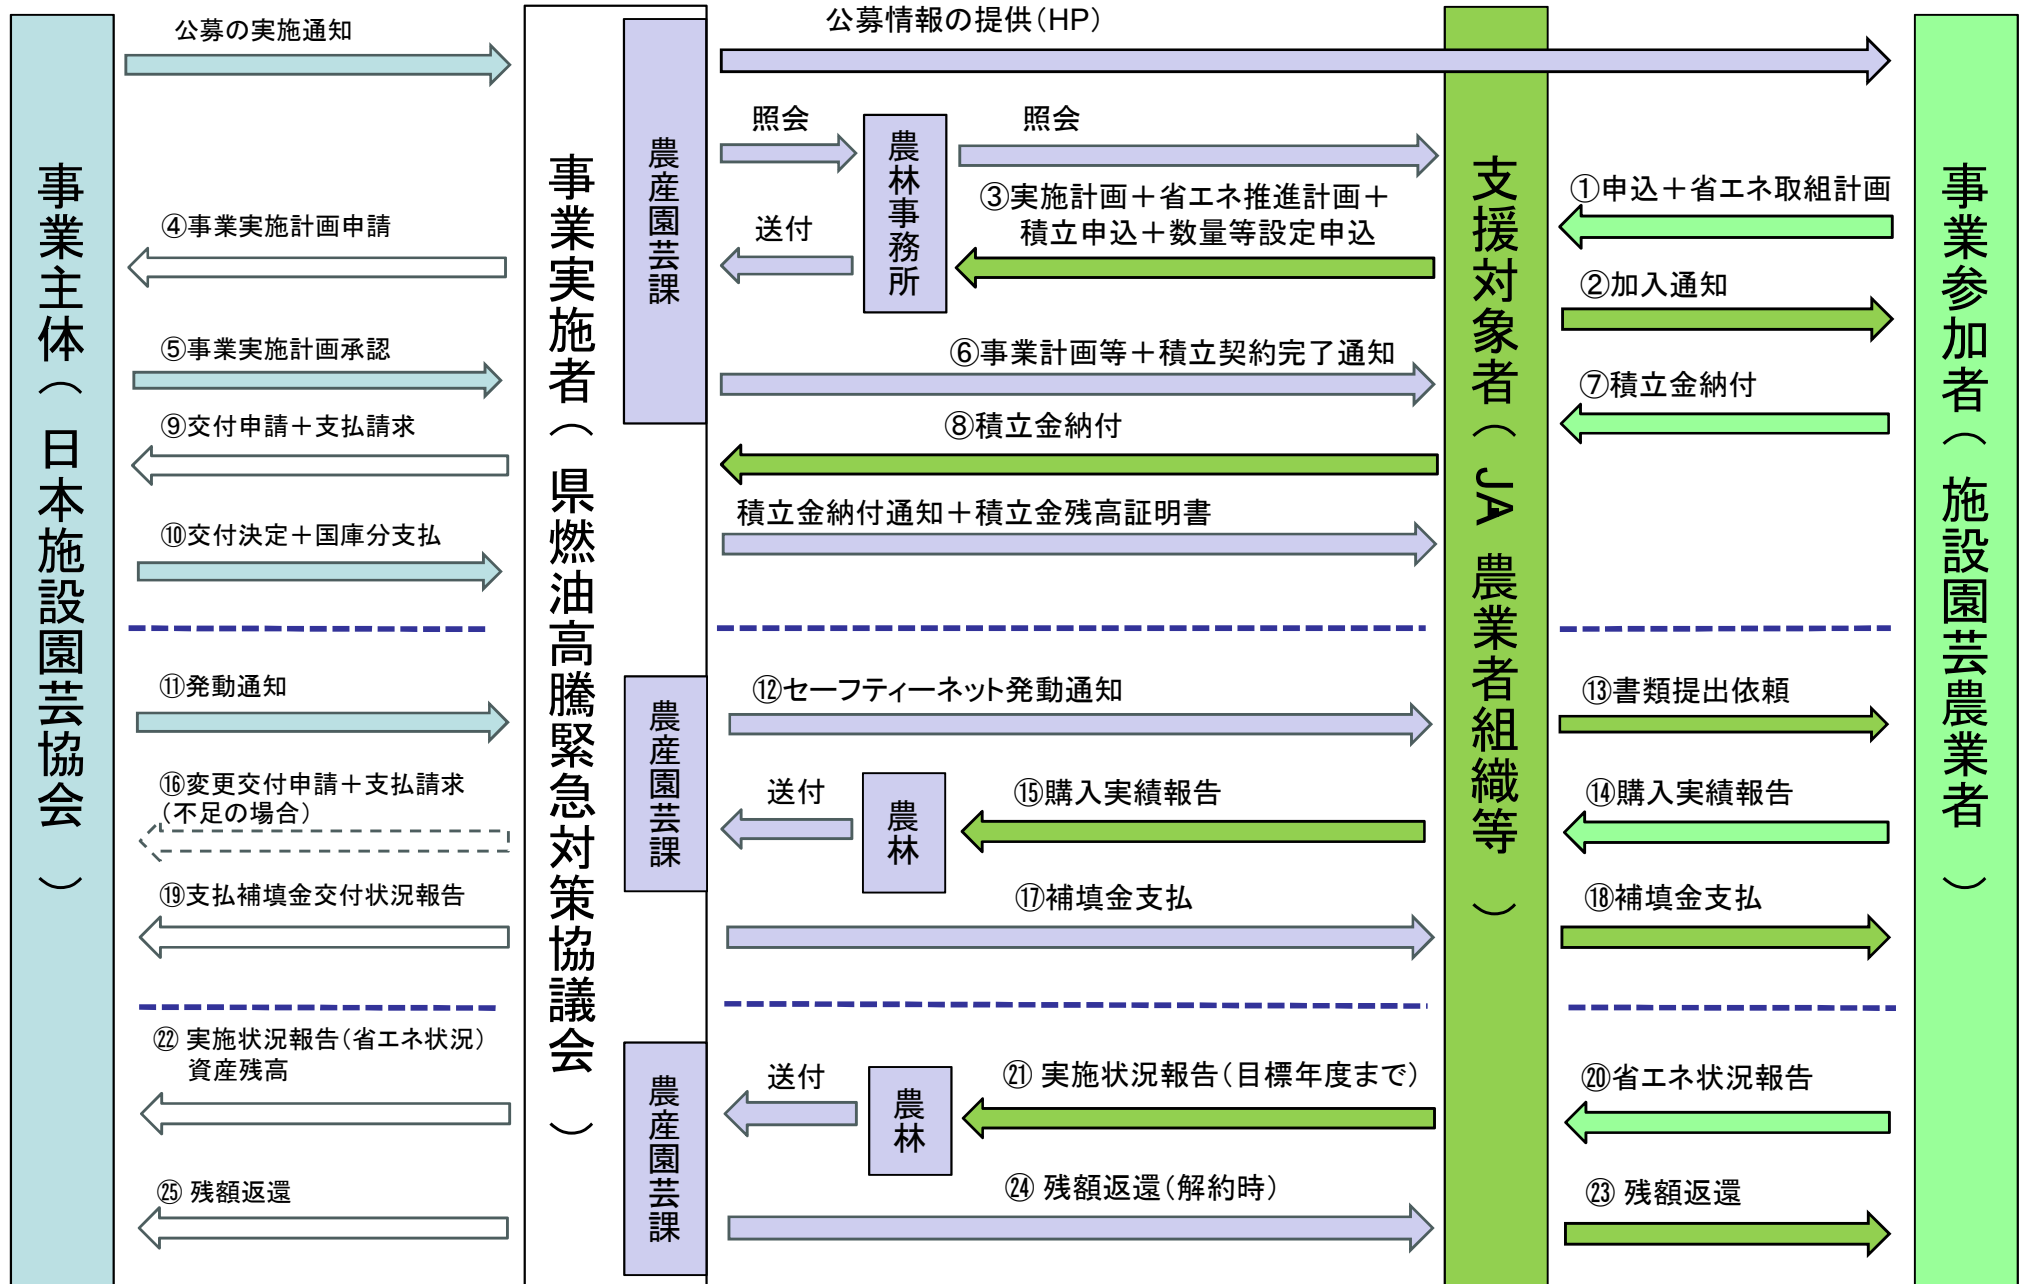 公募の実施通知
公募情報の提供(HP)
事業主体(日本施設園芸協会)
事業実施者(県燃油高騰緊急対策協議会)
農産園芸課
照会
農林事務所
照会
支援対象者(JA 農業者組織等)
事業参加者(施設園芸農業者)
①申込＋省エネ取組計画
②加入通知
③実施計画＋省エネ推進計画＋
積立申込＋数量等設定申込
送付
④事業実施計画申請
⑤事業実施計画承認
⑥事業計画等＋積立契約完了通知
⑦積立金納付
⑧積立金納付
⑨交付申請＋支払請求
積立金納付通知＋積立金残高証明書
⑩交付決定＋国庫分支払
⑪発動通知
農産園芸課
⑫セーフティーネット発動通知
⑬書類提出依頼
⑭購入実績報告
⑮購入実績報告
農林
送付
⑯変更交付申請＋支払請求
(不足の場合)
⑰補填金支払
⑱補填金支払
⑲支払補填金交付状況報告
⑳省エネ状況報告
㉑ 実施状況報告(目標年度まで)
農林
送付
農産園芸課
㉒ 実施状況報告(省エネ状況)
資産残高
㉓ 残額返還
㉔ 残額返還(解約時)
㉕ 残額返還